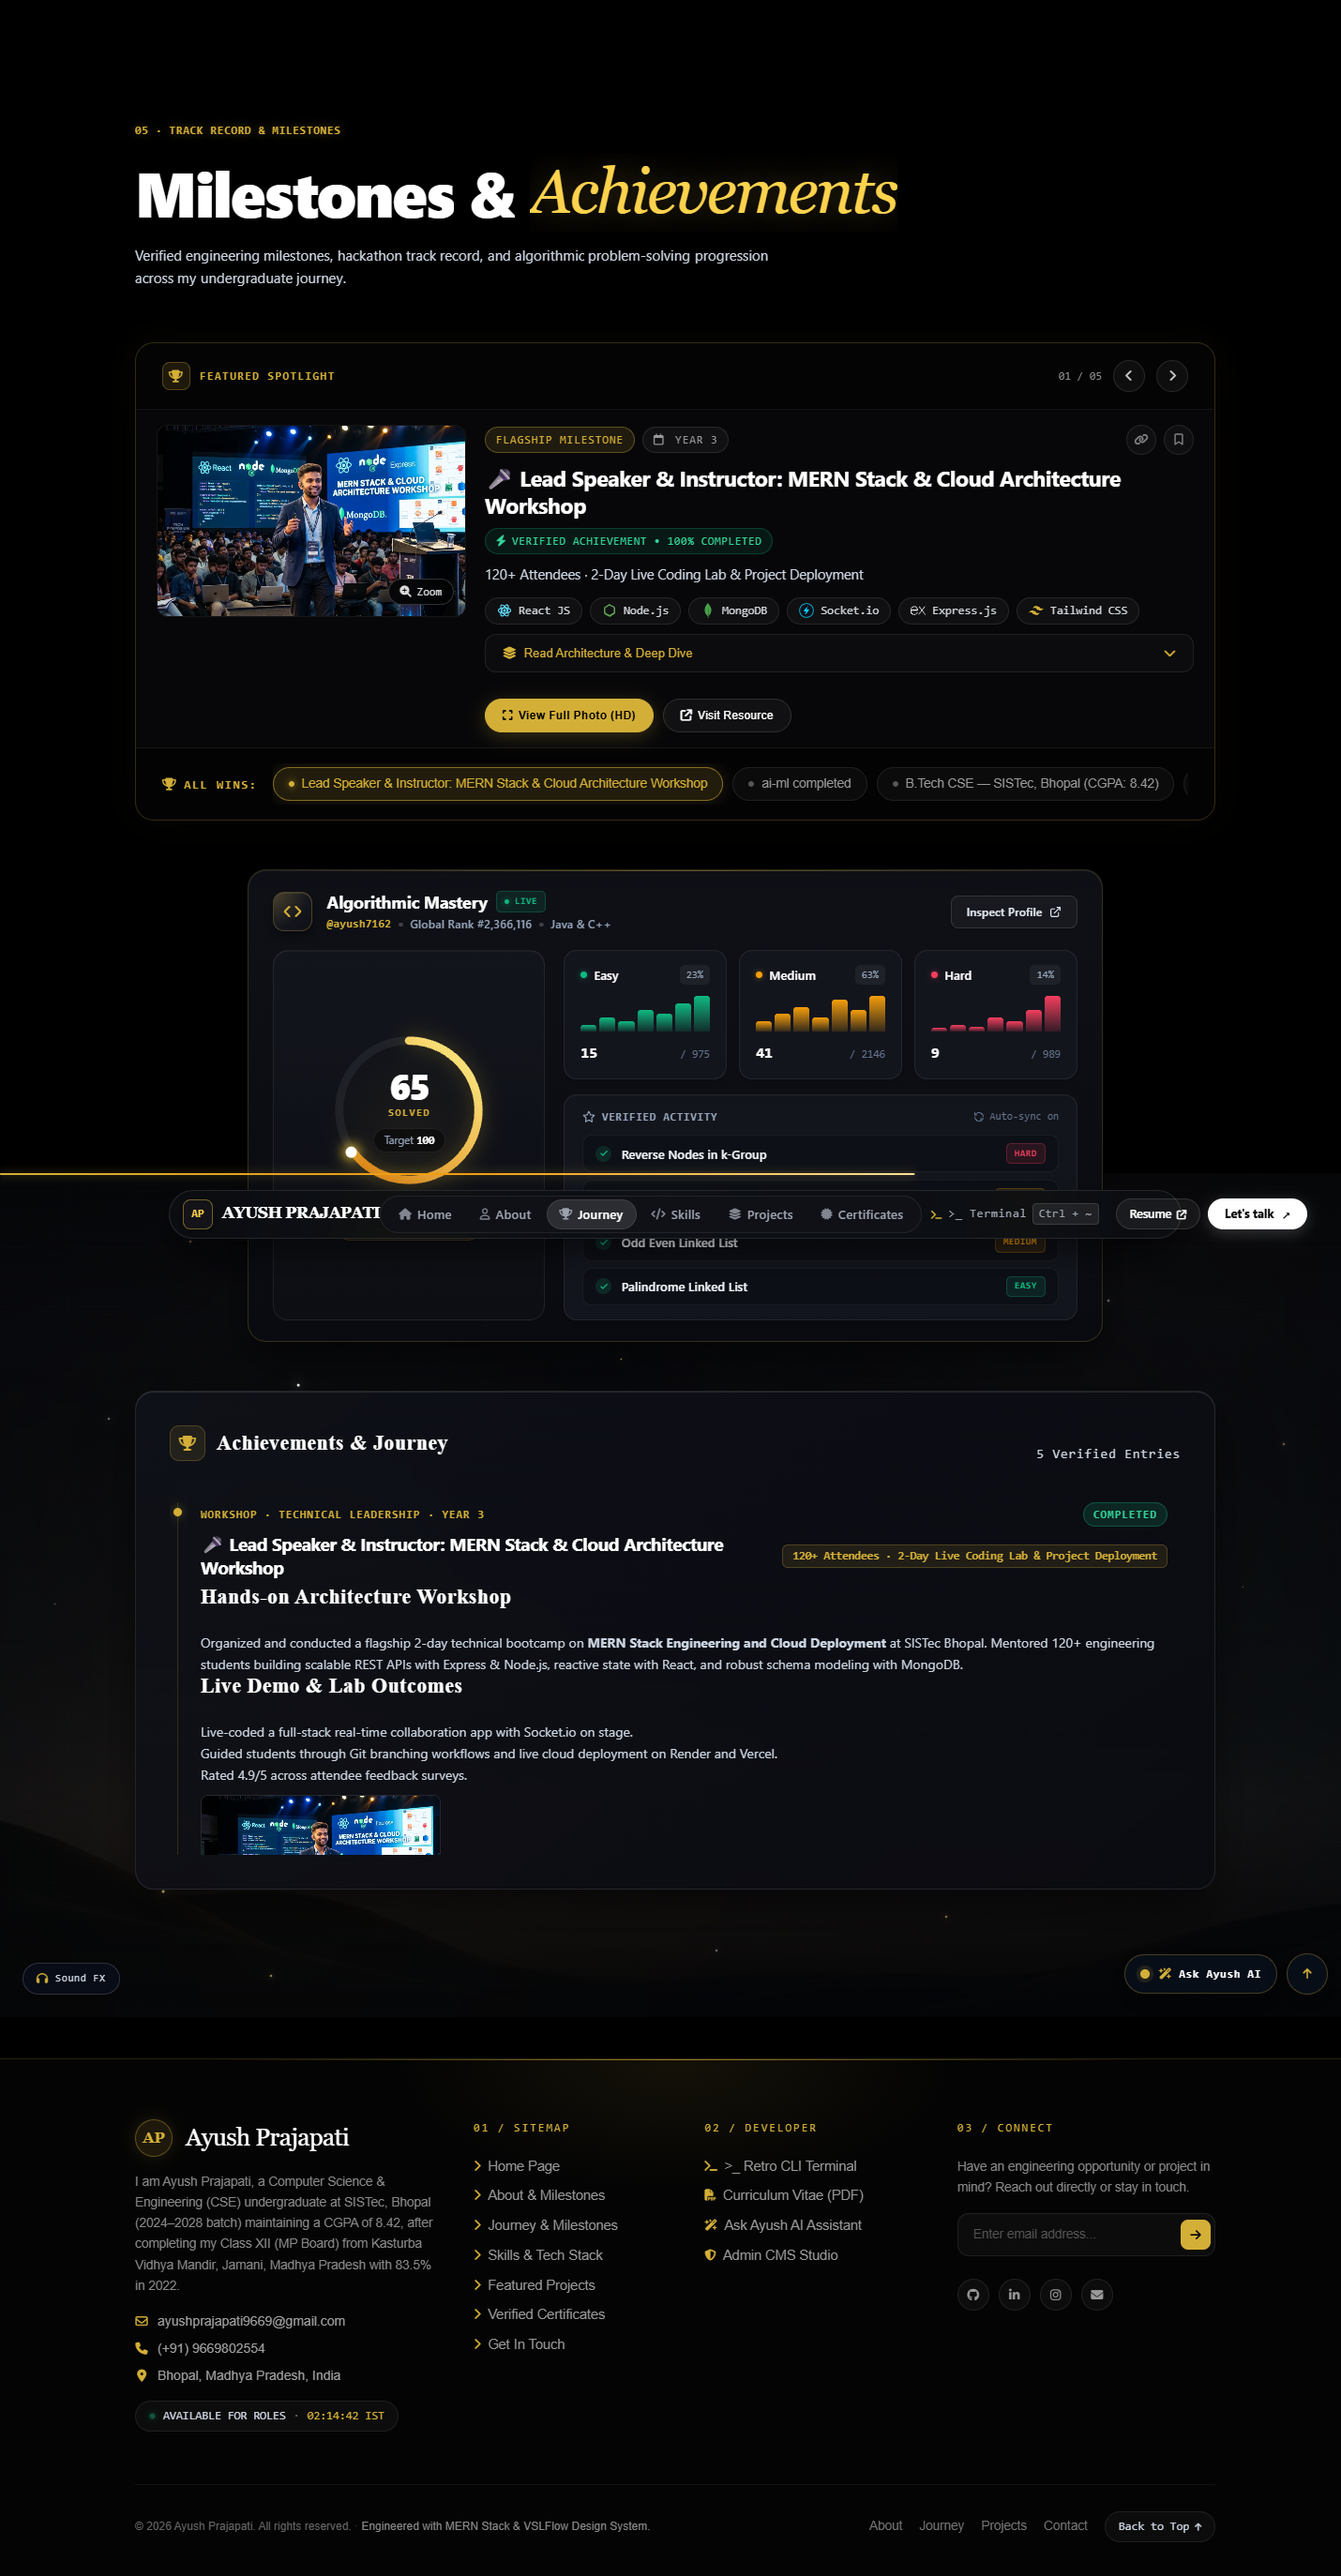 05 · TRACK RECORD & MILESTONES
Milestones & Achievements
Verified engineering milestones, hackathon track record, and algorithmic problem-solving progression
across my undergraduate journey.
FEATURED SPOTLIGHT
01 / 05
React
node
MongoDB
node
Express
MERN STACK & CLOUD
ARCHITECTURE WORKSHOP
MongoDB.
Zoom
FLAGSHIP MILESTONE
YEAR 3
🎤 Lead Speaker & Instructor: MERN Stack & Cloud Architecture
Workshop
VERIFIED ACHIEVEMENT • 100% COMPLETED
120+ Attendees · 2-Day Live Coding Lab & Project Deployment
React JS
Node.js
MongoDB
Socket.io
ex Express.js
Tailwind CSS
Read Architecture & Deep Dive
View Full Photo (HD)
Visit Resource
ALL WINS:
Lead Speaker & Instructor: MERN Stack & Cloud Architecture Workshop
ai-ml completed
B.Tech CSE — SISTec, Bhopal (CGPA: 8.42)
Algorithmic Mastery
LIVE
@ayush7162
Global Rank #2,366,116
Java & C++
Inspect Profile
65
SOLVED
Target 100
Easy
23%
15
/ 975
Medium
63%
41
/ 2146
Hard
14%
9
/ 989
VERIFIED ACTIVITY
Auto-sync on
Reverse Nodes in k-Group
HARD
AP
AYUSH PRAJAPATI
Home
About
Journey
Skills
Projects
Certificates
>_ Terminal
Ctrl + ~
Resume
Let's talk ↗
Odd Even Linked List
MEDIUM
Palindrome Linked List
EASY
Achievements & Journey
5 Verified Entries
WORKSHOP · TECHNICAL LEADERSHIP · YEAR 3
COMPLETED
🎤 Lead Speaker & Instructor: MERN Stack & Cloud Architecture
Workshop
120+ Attendees · 2-Day Live Coding Lab & Project Deployment
Hands-on Architecture Workshop
Organized and conducted a flagship 2-day technical bootcamp on MERN Stack Engineering and Cloud Deployment at SISTec Bhopal. Mentored 120+ engineering
students building scalable REST APIs with Express & Node.js, reactive state with React, and robust schema modeling with MongoDB.
Live Demo & Lab Outcomes
Live-coded a full-stack real-time collaboration app with Socket.io on stage.
Guided students through Git branching workflows and live cloud deployment on Render and Vercel.
Rated 4.9/5 across attendee feedback surveys.
React
node
node
MERN STACK & CLOUD
ARCHITECTURE WORKSHOP
Sound FX
Ask Ayush AI
AP
Ayush Prajapati
I am Ayush Prajapati, a Computer Science &
Engineering (CSE) undergraduate at SISTec, Bhopal
(2024–2028 batch) maintaining a CGPA of 8.42, after
completing my Class XII (MP Board) from Kasturba
Vidhya Mandir, Jamani, Madhya Pradesh with 83.5%
in 2022.
ayushprajapati9669@gmail.com
(+91) 9669802554
Bhopal, Madhya Pradesh, India
AVAILABLE FOR ROLES · 02:14:42 IST
01 / SITEMAP
Home Page
About & Milestones
Journey & Milestones
Skills & Tech Stack
Featured Projects
Verified Certificates
Get In Touch
02 / DEVELOPER
>_ Retro CLI Terminal
Curriculum Vitae (PDF)
Ask Ayush AI Assistant
Admin CMS Studio
03 / CONNECT
Have an engineering opportunity or project in
mind? Reach out directly or stay in touch.
Enter email address...
© 2026 Ayush Prajapati. All rights reserved. · Engineered with MERN Stack & VSLFlow Design System.
About
Journey
Projects
Contact
Back to Top ↑